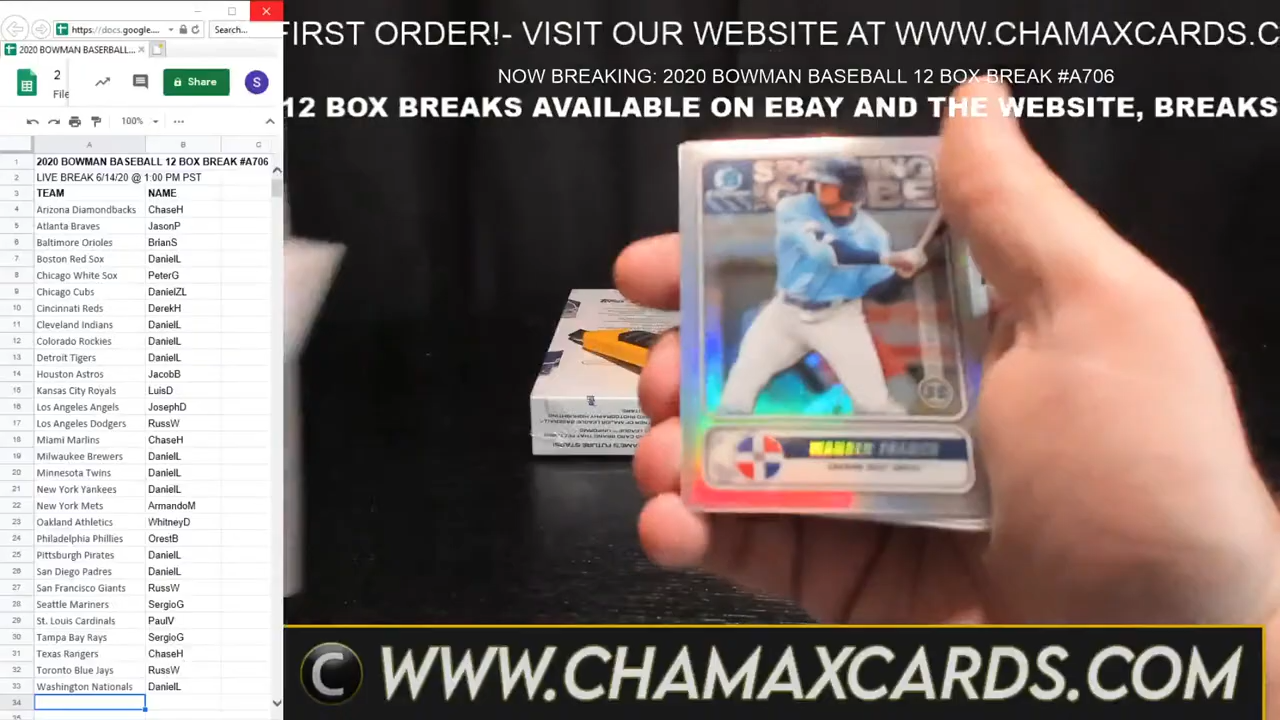 https://docs.google....
Search...
2020 BOWMAN BASEBALL...
2
File
Share
S
100%
A B C
1 2020 BOWMAN BASEBALL 12 BOX BREAK #A706
2 LIVE BREAK 6/14/20 @ 1:00 PM PST
3 TEAM NAME
4 Arizona Diamondbacks ChaseH
5 Atlanta Braves JasonP
6 Baltimore Orioles BrianS
7 Boston Red Sox DanielL
8 Chicago White Sox PeterG
9 Chicago Cubs DanielZL
10 Cincinnati Reds DerekH
11 Cleveland Indians DanielL
12 Colorado Rockies DanielL
13 Detroit Tigers DanielL
14 Houston Astros JacobB
15 Kansas City Royals LuisD
16 Los Angeles Angels JosephD
17 Los Angeles Dodgers RussW
18 Miami Marlins ChaseH
19 Milwaukee Brewers DanielL
20 Minnesota Twins DanielL
21 New York Yankees DanielL
22 New York Mets ArmandoM
23 Oakland Athletics WhitneyD
24 Philadelphia Phillies OrestB
25 Pittsburgh Pirates DanielL
26 San Diego Padres DanielL
27 San Francisco Giants RussW
28 Seattle Mariners SergioG
29 St. Louis Cardinals PaulV
30 Tampa Bay Rays SergioG
31 Texas Rangers ChaseH
32 Toronto Blue Jays RussW
33 Washington Nationals DanielL
34
FIRST ORDER!- VISIT OUR WEBSITE AT WWW.CHAMAXCARDS.C
NOW BREAKING: 2020 BOWMAN BASEBALL 12 BOX BREAK #A706
12 BOX BREAKS AVAILABLE ON EBAY AND THE WEBSITE, BREAKS
C WWW.CHAMAXCARDS.COM